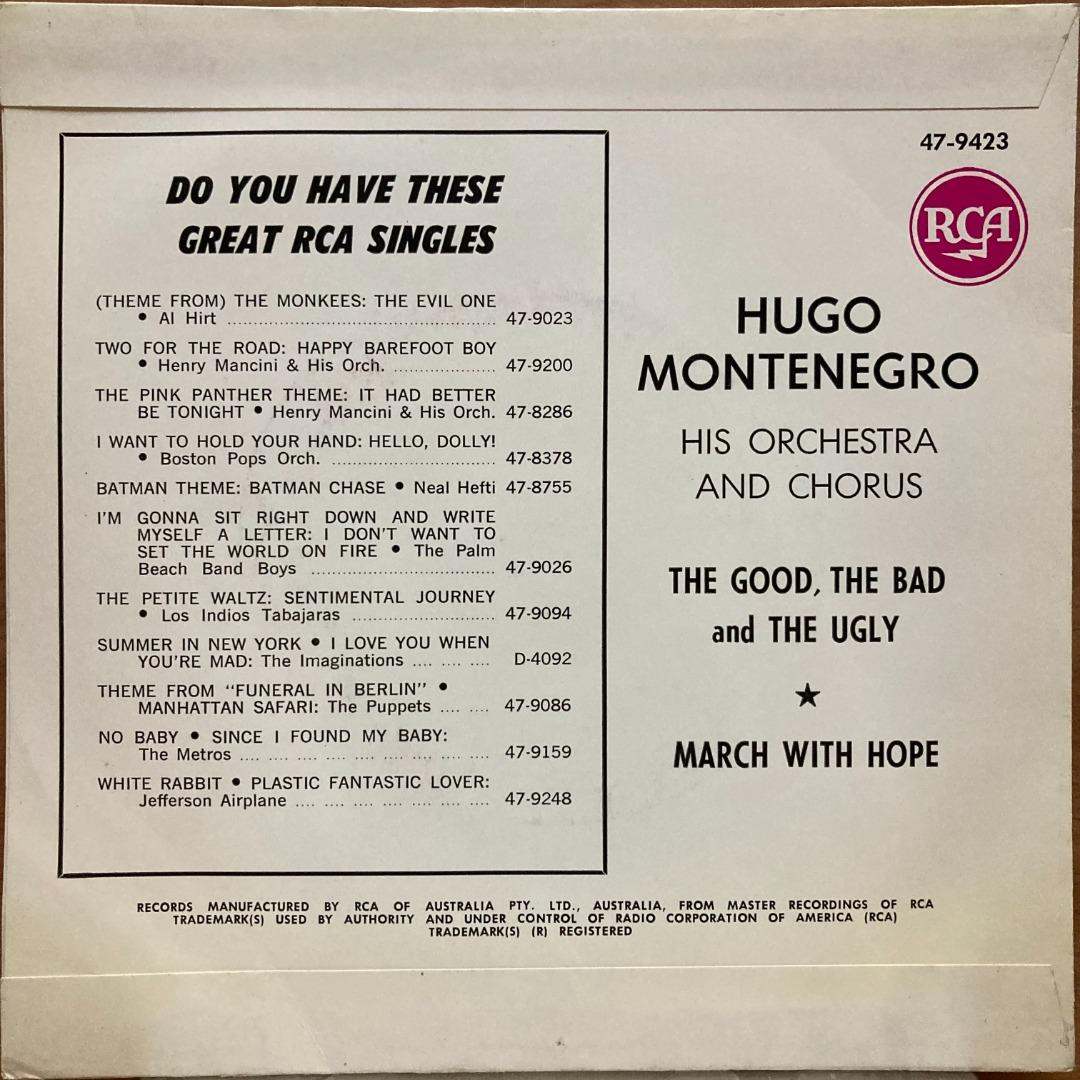 DO YOU HAVE THESE
GREAT RCA SINGLES
(THEME FROM) THE MONKEES: THE EVIL ONE
• Al Hirt ................................................ 47-9023
TWO FOR THE ROAD: HAPPY BAREFOOT BOY
• Henry Mancini & His Orch. ................... 47-9200
THE PINK PANTHER THEME: IT HAD BETTER
BE TONIGHT • Henry Mancini & His Orch. 47-8286
I WANT TO HOLD YOUR HAND: HELLO, DOLLY!
• Boston Pops Orch. .............................. 47-8378
BATMAN THEME: BATMAN CHASE • Neal Hefti 47-8755
I'M GONNA SIT RIGHT DOWN AND WRITE
MYSELF A LETTER: I DON'T WANT TO
SET THE WORLD ON FIRE • The Palm
Beach Band Boys ................................. 47-9026
THE PETITE WALTZ: SENTIMENTAL JOURNEY
• Los Indios Tabajaras .......................... 47-9094
SUMMER IN NEW YORK • I LOVE YOU WHEN
YOU'RE MAD: The Imaginations .... .... .... D-4092
THEME FROM “FUNERAL IN BERLIN” •
MANHATTAN SAFARI: The Puppets .... .... 47-9086
NO BABY • SINCE I FOUND MY BABY:
The Metros .... .... .... .... .... .... .... .... .... 47-9159
WHITE RABBIT • PLASTIC FANTASTIC LOVER:
Jefferson Airplane .... .... .... .... .... .... .... 47-9248
47-9423
RCA
HUGO
MONTENEGRO
HIS ORCHESTRA
AND CHORUS
THE GOOD, THE BAD
and THE UGLY
★
MARCH WITH HOPE
RECORDS MANUFACTURED BY RCA OF AUSTRALIA PTY. LTD., AUSTRALIA, FROM MASTER RECORDINGS OF RCA
TRADEMARK(S) USED BY AUTHORITY AND UNDER CONTROL OF RADIO CORPORATION OF AMERICA (RCA)
TRADEMARK(S) (R) REGISTERED